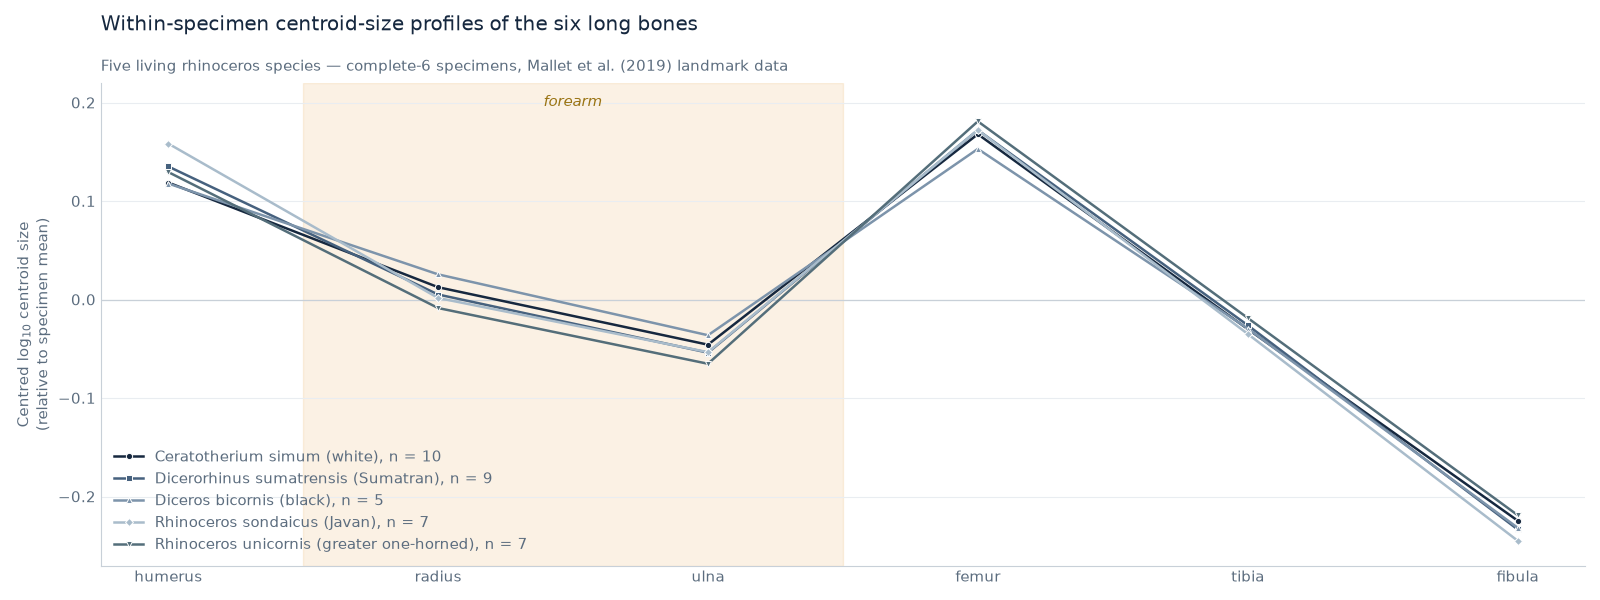 Within-specimen centroid-size profiles of the six long bones
Five living rhinoceros species — complete-6 specimens, Mallet et al. (2019) landmark data
forearm
Centred log₁₀ centroid size
(relative to specimen mean)
0.2
0.1
0.0
−0.1
−0.2
Ceratotherium simum (white), n = 10
Dicerorhinus sumatrensis (Sumatran), n = 9
Diceros bicornis (black), n = 5
Rhinoceros sondaicus (Javan), n = 7
Rhinoceros unicornis (greater one-horned), n = 7
humerus radius ulna femur tibia fibula